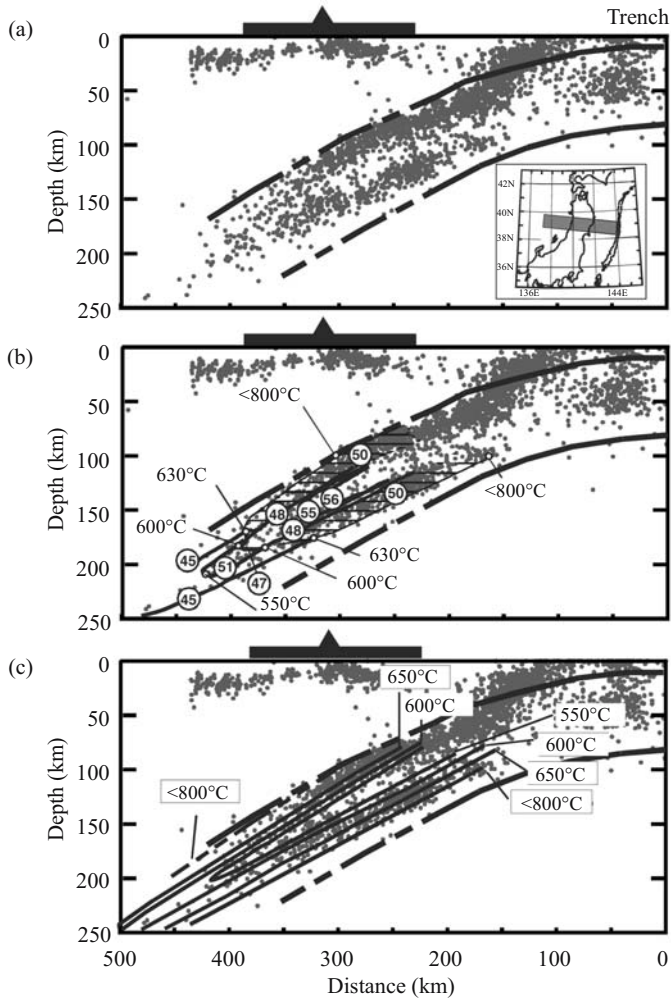 (a)
Trench
0
50
100
150
200
250
Depth (km)
42N
40N
38N
36N
136E
144E
(b)
0
50
100
150
200
250
Depth (km)
<800°C
50
630°C
<800°C
600°C
56
50
48
55
48
630°C
45
51
47
600°C
550°C
45
(c)
0
50
100
150
200
250
Depth (km)
650°C
600°C
550°C
600°C
<800°C
650°C
<800°C
500
400
300
200
100
0
Distance (km)